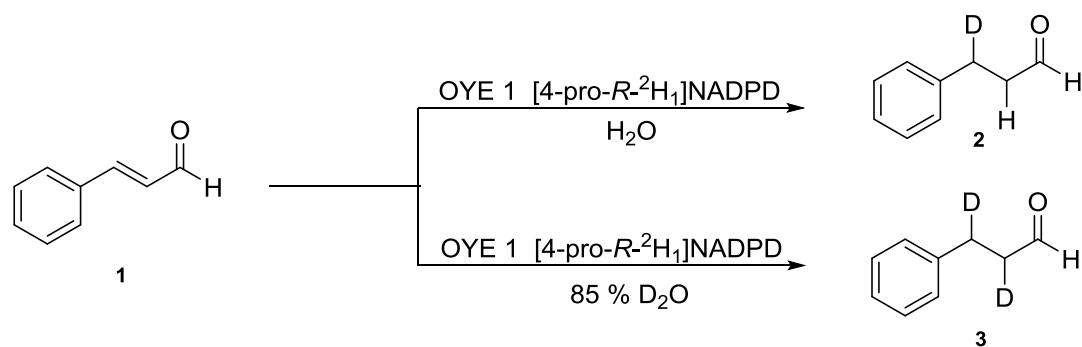 O
H
1
OYE 1 [4-pro-R-²H₁]NADPD
H₂O
D
O
H
H
2
OYE 1 [4-pro-R-²H₁]NADPD
85 % D₂O
D
O
H
D
3